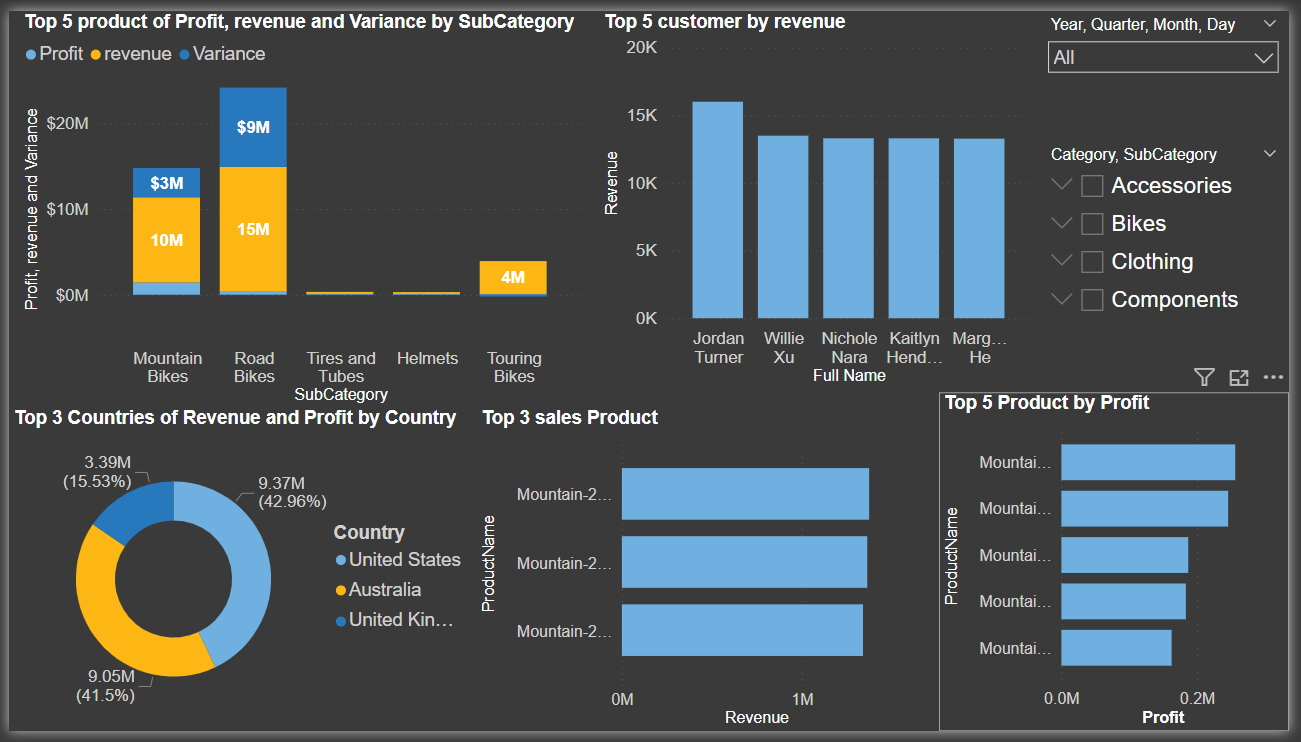 Top 5 product of Profit, revenue and Variance by SubCategory
Profit revenue Variance
Profit, revenue and Variance
$20M
$10M
$0M
$3M
10M
$9M
15M
4M
Mountain
Bikes
Road
Bikes
Tires and
Tubes
Helmets
Touring
Bikes
SubCategory
Top 5 customer by revenue
Revenue
20K
15K
10K
5K
0K
Jordan
Turner
Willie
Xu
Nichole
Nara
Kaitlyn
Hend...
Marg...
He
Full Name
Year, Quarter, Month, Day
All
Category, SubCategory
Accessories
Bikes
Clothing
Components
Top 3 Countries of Revenue and Profit by Country
3.39M
(15.53%)
9.37M
(42.96%)
9.05M
(41.5%)
Country
United States
Australia
United Kin...
Top 3 sales Product
ProductName
Mountain-2...
Mountain-2...
Mountain-2...
0M
1M
Revenue
Top 5 Product by Profit
ProductName
Mountai...
Mountai...
Mountai...
Mountai...
Mountai...
0.0M
0.2M
Profit